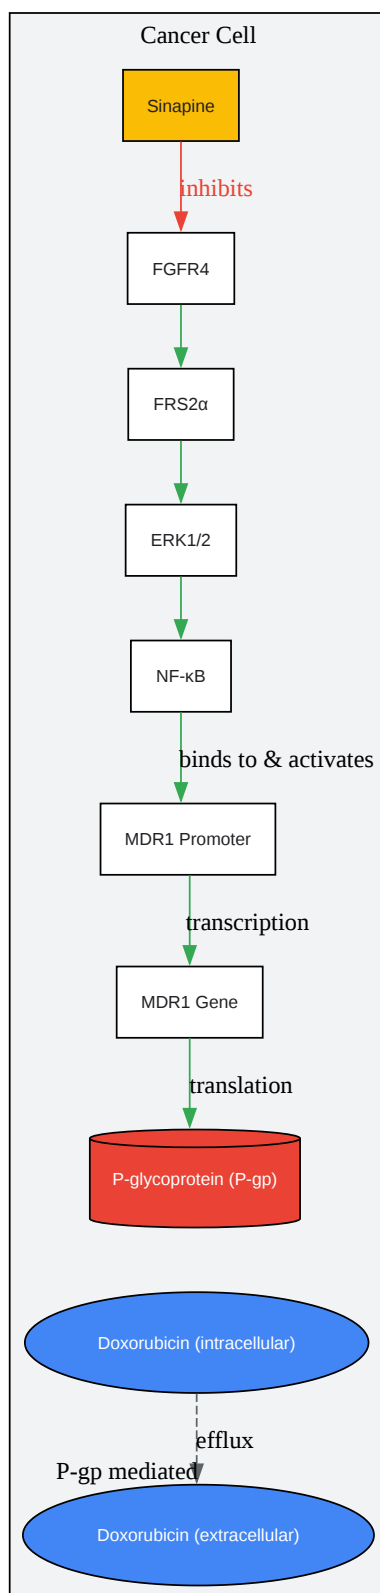 Cancer Cell
Sinapine
inhibits
FGFR4
FRS2α
ERK1/2
NF-κB
binds to & activates
MDR1 Promoter
transcription
MDR1 Gene
translation
P-glycoprotein (P-gp)
Doxorubicin (intracellular)
efflux
P-gp mediated
Doxorubicin (extracellular)